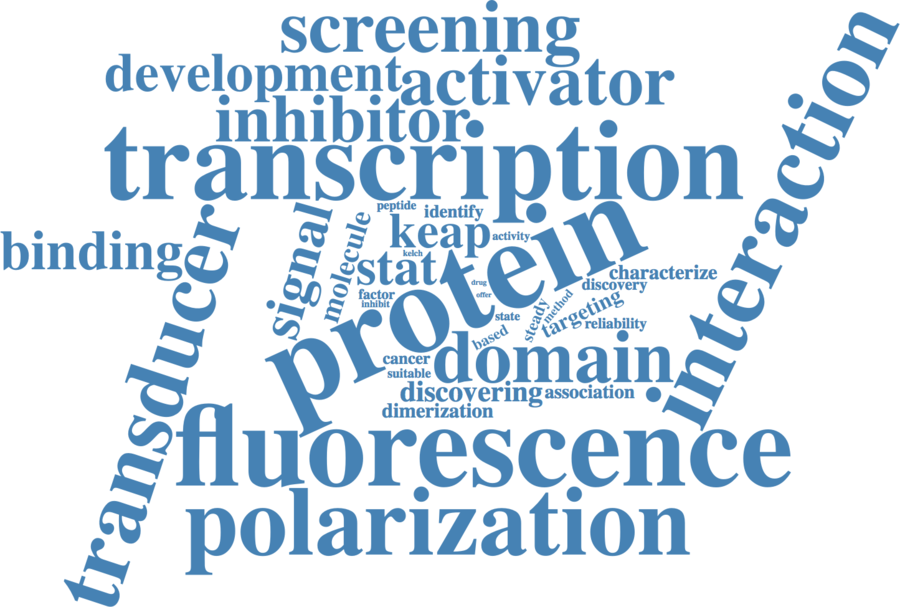 screening
development
activator
inhibitor
transcription
interaction
binding
transducer
signal
molecule
peptide
identify
keap
activity
kelch
stat
protein
drug
offer
factor
inhibit
characterize
discovery
targeting
method
steady
state
reliability
based
cancer
suitable
domain
discovering
association
dimerization
fluorescence
polarization